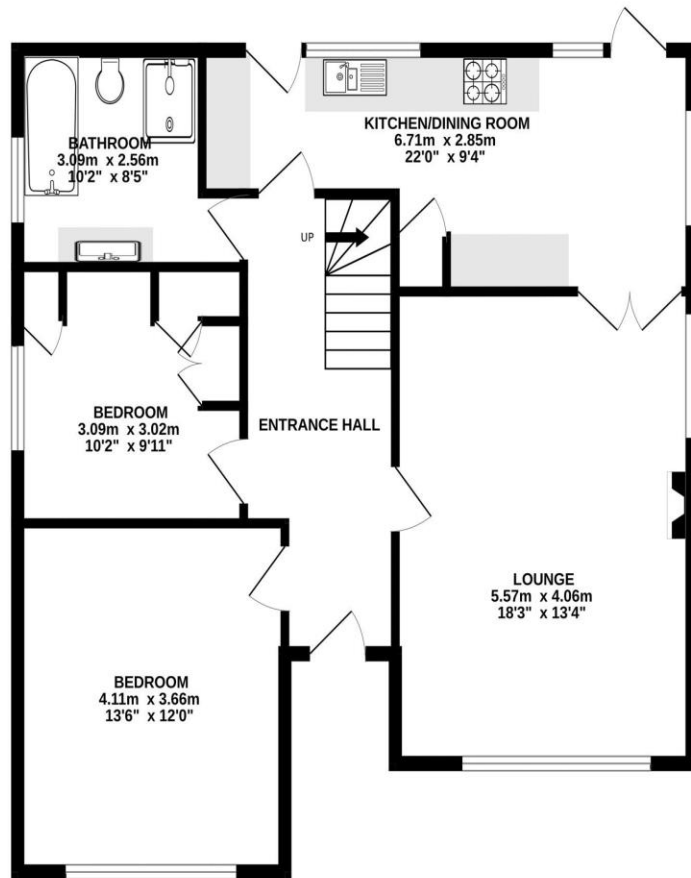 KITCHEN/DINING ROOM
6.71m x 2.85m
22'0" x 9'4"
BATHROOM
3.09m x 2.56m
10'2" x 8'5"
UP
BEDROOM
3.09m x 3.02m
10'2" x 9'11"
ENTRANCE HALL
LOUNGE
5.57m x 4.06m
18'3" x 13'4"
BEDROOM
4.11m x 3.66m
13'6" x 12'0"